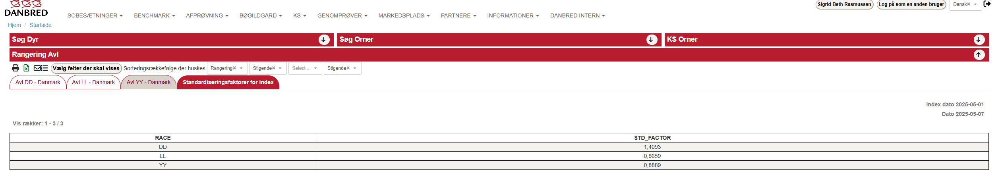 Sigrid Beth Rasmussen Log på som en anden bruger Dansk
DANBRED
SOBESÆTNINGER BENCHMARK AFPRØVNING BØGILDGÅRD KS GENOMPRØVER MARKEDSPLADS PARTNERE INFORMATIONER DANBRED INTERN
Hjem / Startside
Søg Dyr Søg Orner KS Orner
Rangering Avl
Vælg felter der skal vises Sorteringsrækkefølge der huskes Rangering Stigende Select ... Stigende
Avl DD - Danmark Avl LL - Danmark Avl YY - Danmark Standardiseringsfaktorer for index
Index dato 2025-05-01
Dato 2025-05-07
Vis rækker: 1 - 3 / 3
RACE STD_FACTOR
DD 1,4093
LL 0,8659
YY 0,8889